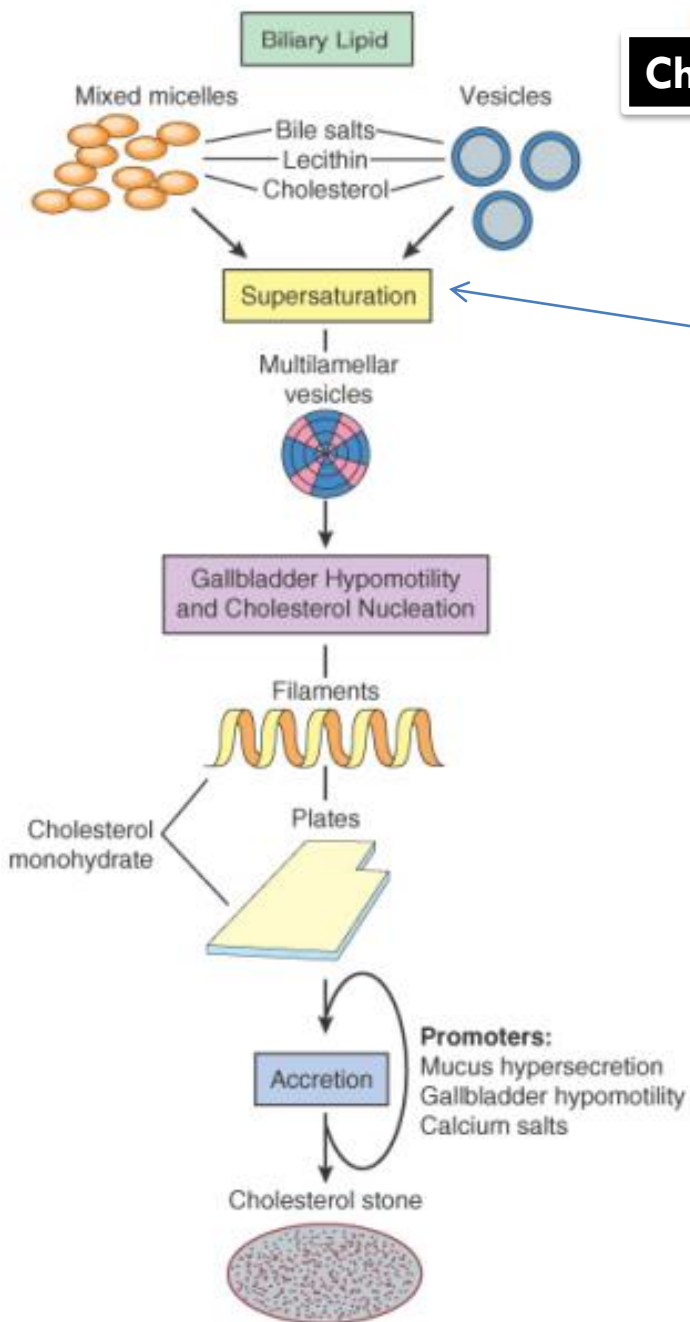 Biliary Lipid
Ch
Mixed micelles
Vesicles
Bile salts
Lecithin
Cholesterol
Supersaturation
Multilamellar
vesicles
Gallbladder Hypomotility
and Cholesterol Nucleation
Filaments
Plates
Cholesterol
monohydrate
Accretion
Promoters:
Mucus hypersecretion
Gallbladder hypomotility
Calcium salts
Cholesterol stone